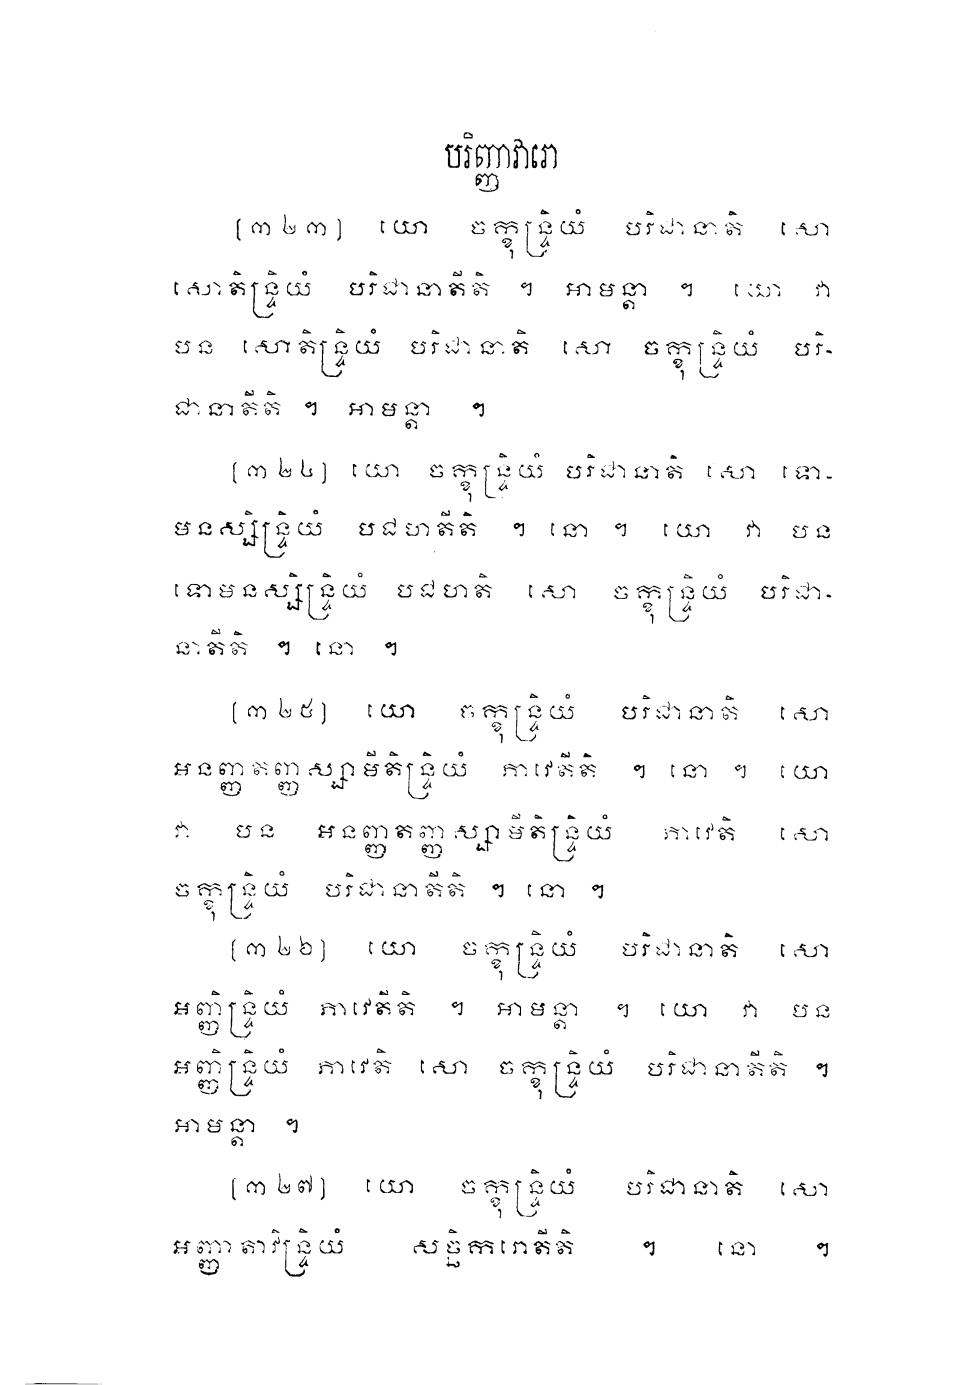 បរិញ្ញាវារោ
[៣២៣] យោ ចក្ខុន្ទ្រិយំ បរិជានាតិ សោ
សោតិន្ទ្រិយំ បរិជានាតីតិ ។ អាមន្តា ។ យោ វា
បន សោតិន្ទ្រិយំ បរិជានាតិ សោ ចក្ខុន្ទ្រិយំ បរិ-
ជានាតីតិ ។ អាមន្តា ។
[៣២៤] យោ ចក្ខុន្ទ្រិយំ បរិជានាតិ សោ ទោ-
មនស្សិន្ទ្រិយំ បជហាតីតិ ។ នោ ។ យោ វា បន
ទោមនស្សិន្ទ្រិយំ បជហាតិ សោ ចក្ខុន្ទ្រិយំ បរិជា-
នាតីតិ ។ នោ ។
[៣២៥] យោ ចក្ខុន្ទ្រិយំ បរិជានាតិ សោ
អនញ្ញតញ្ញស្សាមីតិន្ទ្រិយំ ភាវេតីតិ ។ នោ ។ យោ
វា បន អនញ្ញតញ្ញស្សាមីតិន្ទ្រិយំ ភាវេតិ សោ
ចក្ខុន្ទ្រិយំ បរិជានាតីតិ ។ នោ ។
[៣២៦] យោ ចក្ខុន្ទ្រិយំ បរិជានាតិ សោ
អញ្ញិន្ទ្រិយំ ភាវេតីតិ ។ អាមន្តា ។ យោ វា បន
អញ្ញិន្ទ្រិយំ ភាវេតិ សោ ចក្ខុន្ទ្រិយំ បរិជានាតីតិ ។
អាមន្តា ។
[៣២៧] យោ ចក្ខុន្ទ្រិយំ បរិជានាតិ សោ
អញ្ញាតាវិន្ទ្រិយំ សច្ឆិករោតីតិ ។ នោ ។